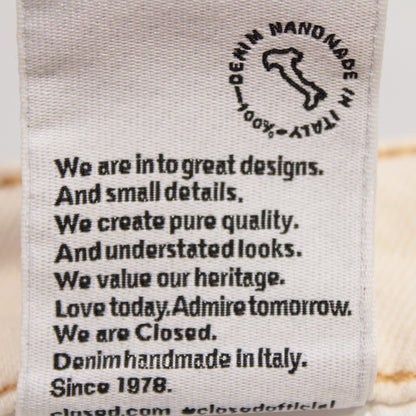 100% DENIM HANDMADE IN ITALY
We are into great designs.
And small details.
We create pure quality.
And understated looks.
We value our heritage.
Love today. Admire tomorrow.
We are Closed.
Denim handmade in Italy.
Since 1978.
closed.com #closedofficial